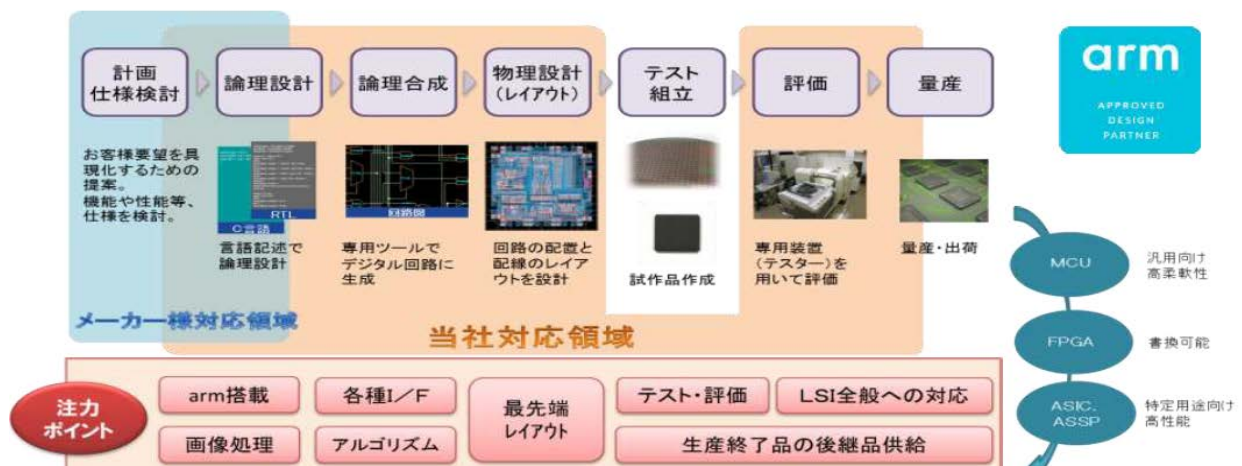 計画
仕様検討
論理設計
論理合成
物理設計
(レイアウト)
テスト
組立
評価
量産
arm
APPROVED
DESIGN
PARTNER
お客様要望を具
現化するための
提案。
機能や性能等、
仕様を検討。
RTL
C言語
回路図
言語記述で
論理設計
専用ツールで
デジタル回路に
生成
回路の配置と
配線のレイア
ウトを設計
試作品作成
専用装置
(テスター)を
用いて評価
量産・出荷
メーカー様対応領域
当社対応領域
MCU
汎用向け
高柔軟性
FPGA
書換可能
ASIC、
ASSP
特定用途向け
高性能
注力
ポイント
arm搭載
各種I/F
最先端
レイアウト
テスト・評価
LSI全般への対応
画像処理
アルゴリズム
生産終了品の後継品供給